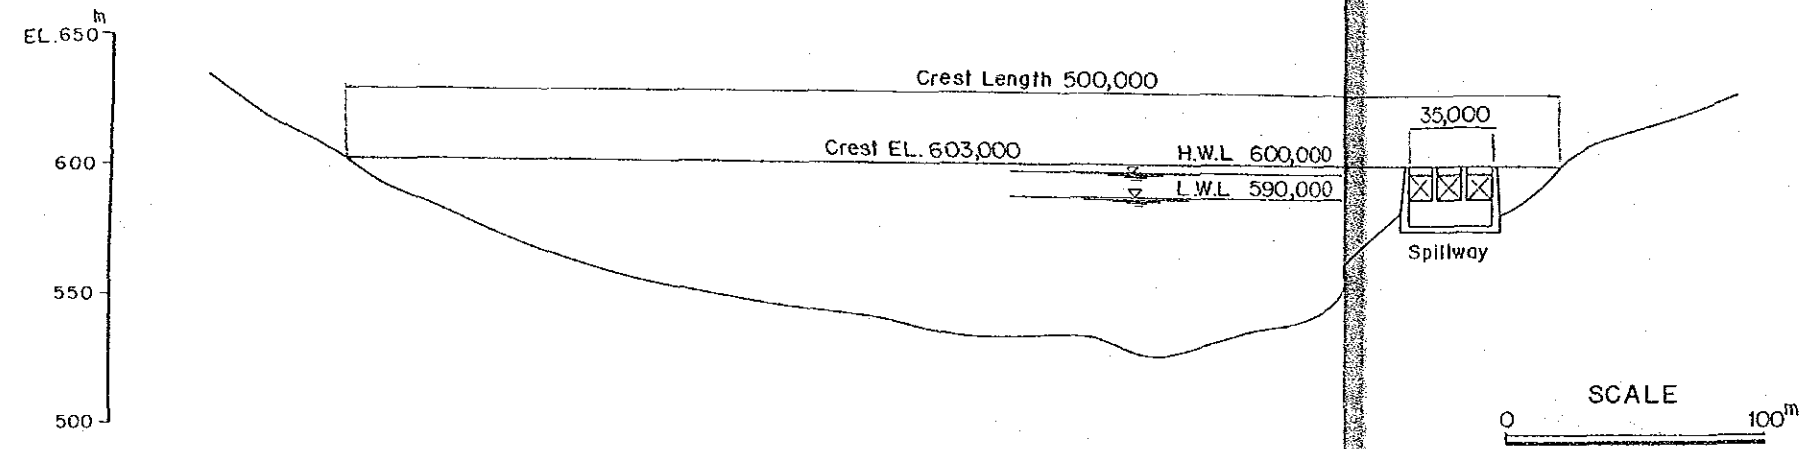 m
EL.650
Crest Length 500,000
35,000
600
Crest EL. 603,000
H.W.L 600,000
L.W.L 590,000
Spillway
550
SCALE
500
0 100m